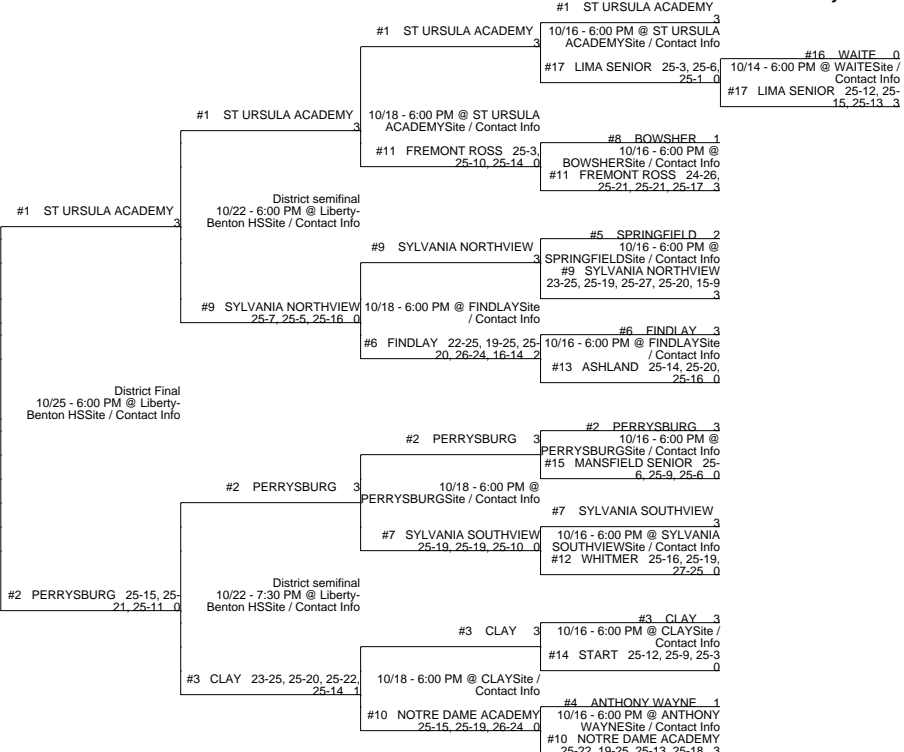 #1 ST URSULA ACADEMY
3
#1 ST URSULA ACADEMY
3
10/16 - 6:00 PM @ ST URSULA
ACADEMYSite / Contact Info
#17 LIMA SENIOR 25-3, 25-6,
25-1 0
#16 WAITE 0
10/14 - 6:00 PM @ WAITESite /
Contact Info
#17 LIMA SENIOR 25-12, 25-
15, 25-13 3
#1 ST URSULA ACADEMY
3
10/18 - 6:00 PM @ ST URSULA
ACADEMYSite / Contact Info
#11 FREMONT ROSS 25-3,
25-10, 25-14 0
#8 BOWSHER 1
10/16 - 6:00 PM @
BOWSHERSite / Contact Info
#11 FREMONT ROSS 24-26,
25-21, 25-21, 25-17 3
#1 ST URSULA ACADEMY
3
District semifinal
10/22 - 6:00 PM @ Liberty-
Benton HSSite / Contact Info
#5 SPRINGFIELD 2
10/16 - 6:00 PM @
SPRINGFIELDSite / Contact Info
#9 SYLVANIA NORTHVIEW
23-25, 25-19, 25-27, 25-20, 15-9
3
#9 SYLVANIA NORTHVIEW
3
#9 SYLVANIA NORTHVIEW
25-7, 25-5, 25-16 0
10/18 - 6:00 PM @ FINDLAYSite
/ Contact Info
#6 FINDLAY 22-25, 19-25, 25-
20, 26-24, 16-14 2
#6 FINDLAY 3
10/16 - 6:00 PM @ FINDLAYSite
/ Contact Info
#13 ASHLAND 25-14, 25-20,
25-16 0
District Final
10/25 - 6:00 PM @ Liberty-
Benton HSSite / Contact Info
#2 PERRYSBURG 3
#2 PERRYSBURG 3
10/16 - 6:00 PM @
PERRYSBURGSite / Contact Info
#15 MANSFIELD SENIOR 25-
6, 25-9, 25-6 0
#2 PERRYSBURG 3
10/18 - 6:00 PM @
PERRYSBURGSite / Contact Info
#7 SYLVANIA SOUTHVIEW
25-19, 25-19, 25-10 0
#7 SYLVANIA SOUTHVIEW
3
10/16 - 6:00 PM @ SYLVANIA
SOUTHVIEWSite / Contact Info
#12 WHITMER 25-16, 25-19,
27-25 0
#2 PERRYSBURG 25-15, 25-
21, 25-11 0
District semifinal
10/22 - 7:30 PM @ Liberty-
Benton HSSite / Contact Info
#3 CLAY 3
#3 CLAY 3
10/16 - 6:00 PM @ CLAYSite /
Contact Info
#14 START 25-12, 25-9, 25-3
0
#3 CLAY 23-25, 25-20, 25-22,
25-14 1
10/18 - 6:00 PM @ CLAYSite /
Contact Info
#10 NOTRE DAME ACADEMY
25-15, 25-19, 26-24 0
#4 ANTHONY WAYNE 1
10/16 - 6:00 PM @ ANTHONY
WAYNESite / Contact Info
#10 NOTRE DAME ACADEMY
25-22, 19-25, 25-13, 25-18 3